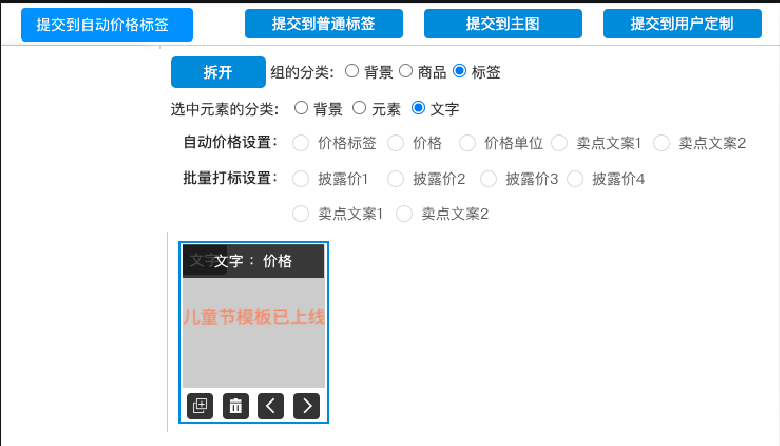 提交到自动价格标签 提交到普通标签 提交到主图 提交到用户定制
拆开 组的分类: 背景 商品 标签
选中元素的分类: 背景 元素 文字
自动价格设置: 价格标签 价格 价格单位 卖点文案1 卖点文案2
批量打标设置: 披露价1 披露价2 披露价3 披露价4
卖点文案1 卖点文案2
文字 文字: 价格
儿童节模板已上线